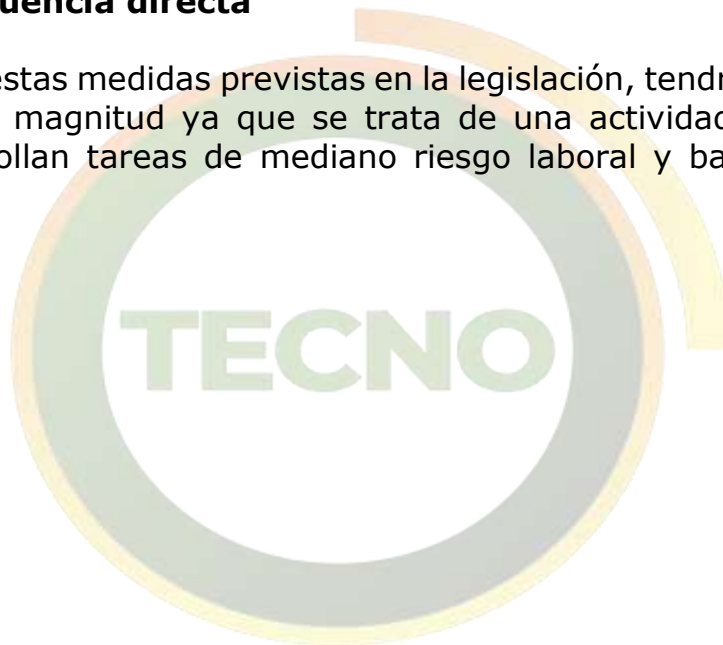 uencia directa
estas medidas previstas en la legislación, tendr
magnitud ya que se trata de una actividad
ollan tareas de mediano riesgo laboral y ba
TECNO